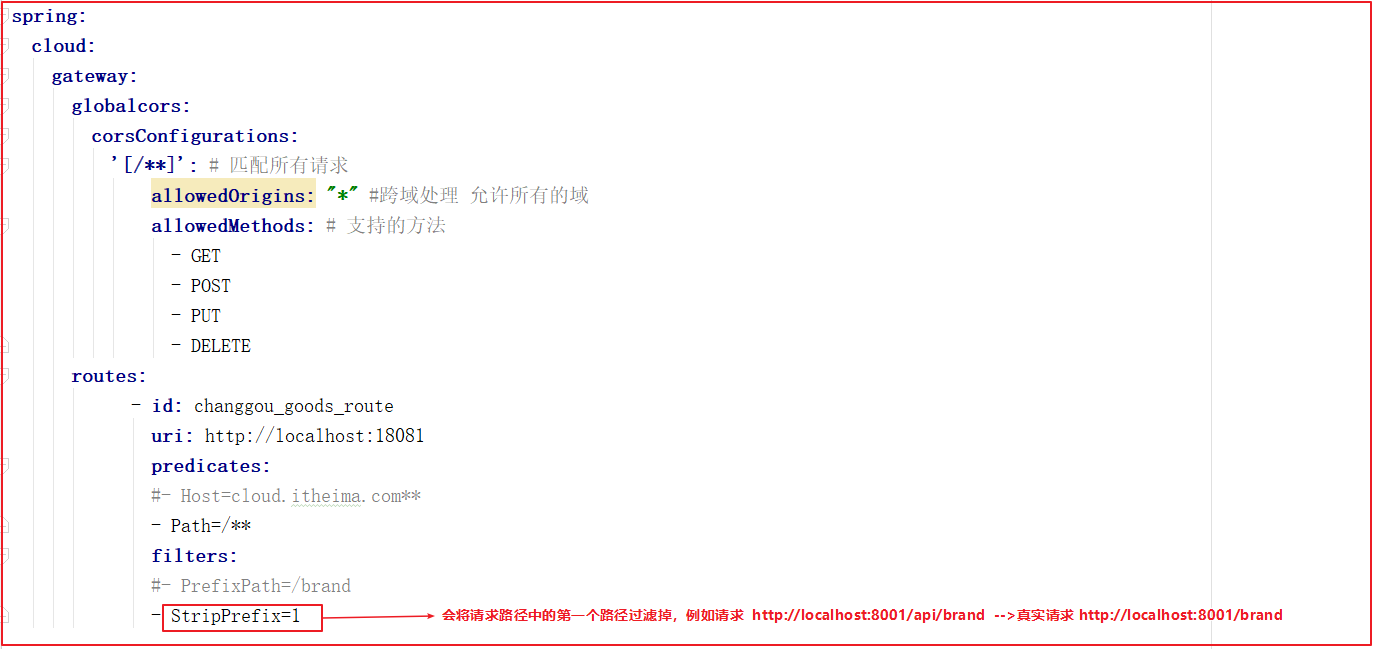 spring:
cloud:
gateway:
globalcors:
corsConfigurations:
'[/**]': # 匹配所有请求
allowedOrigins: "*" #跨域处理 允许所有的域
allowedMethods: # 支持的方法
- GET
- POST
- PUT
- DELETE
routes:
- id: changgou_goods_route
uri: http://localhost:18081
predicates:
#- Host=cloud.itheima.com**
- Path=/**
filters:
#- PrefixPath=/brand
- StripPrefix=1 会将请求路径中的第一个路径过滤掉，例如请求 http://localhost:8001/api/brand -->真实请求 http://localhost:8001/brand